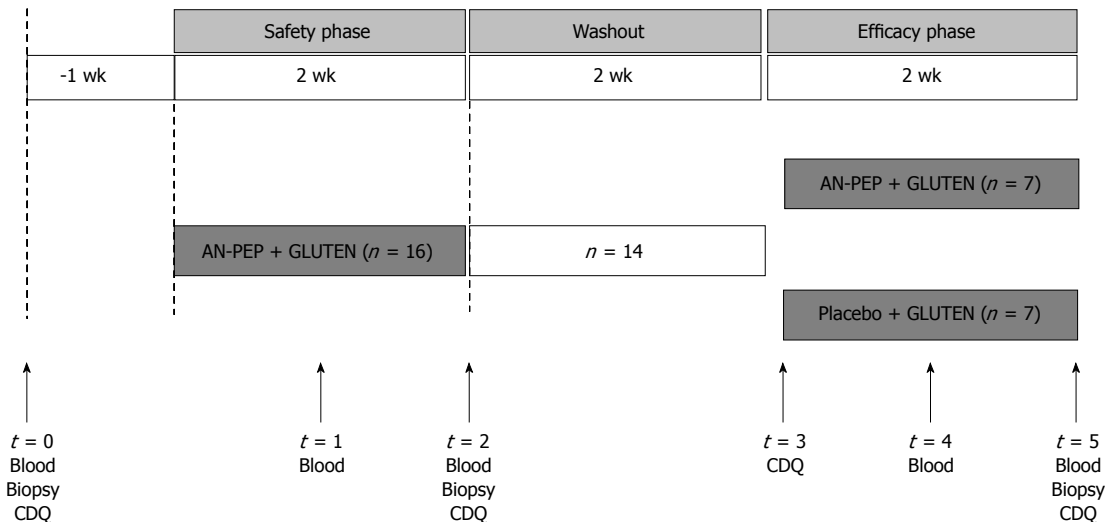 Safety phase
Washout
Efficacy phase
-1 wk
2 wk
2 wk
2 wk
AN-PEP + GLUTEN (n = 7)
AN-PEP + GLUTEN (n = 16)
n = 14
Placebo + GLUTEN (n = 7)
t = 0
Blood
Biopsy
CDQ
t = 1
Blood
t = 2
Blood
Biopsy
CDQ
t = 3
CDQ
t = 4
Blood
t = 5
Blood
Biopsy
CDQ